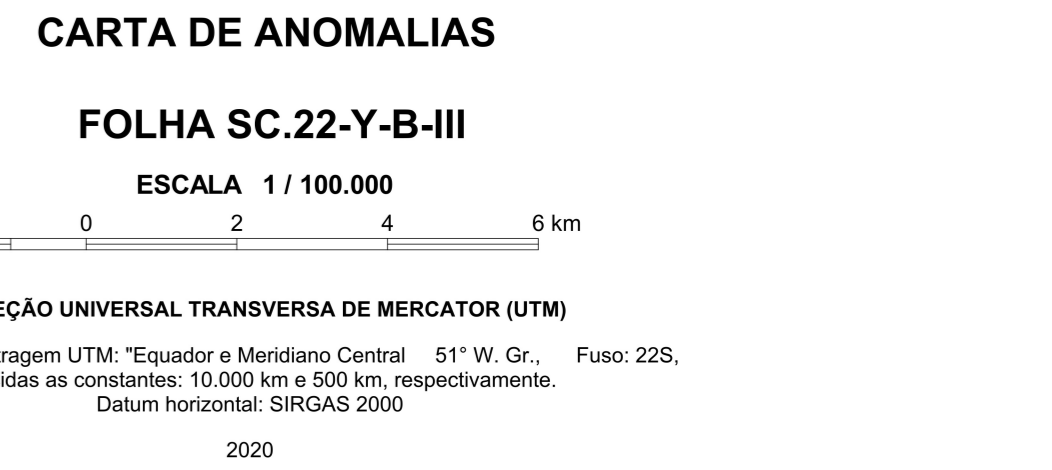 CARTA DE ANOMALIAS
FOLHA SC.22-Y-B-III
ESCALA 1 / 100.000
0 2 4 6 km
EÇÃO UNIVERSAL TRANSVERSA DE MERCATOR (UTM)
ragem UTM: "Equador e Meridiano Central 51° W. Gr., Fuso: 22S,
idas as constantes: 10.000 km e 500 km, respectivamente.
Datum horizontal: SIRGAS 2000
2020